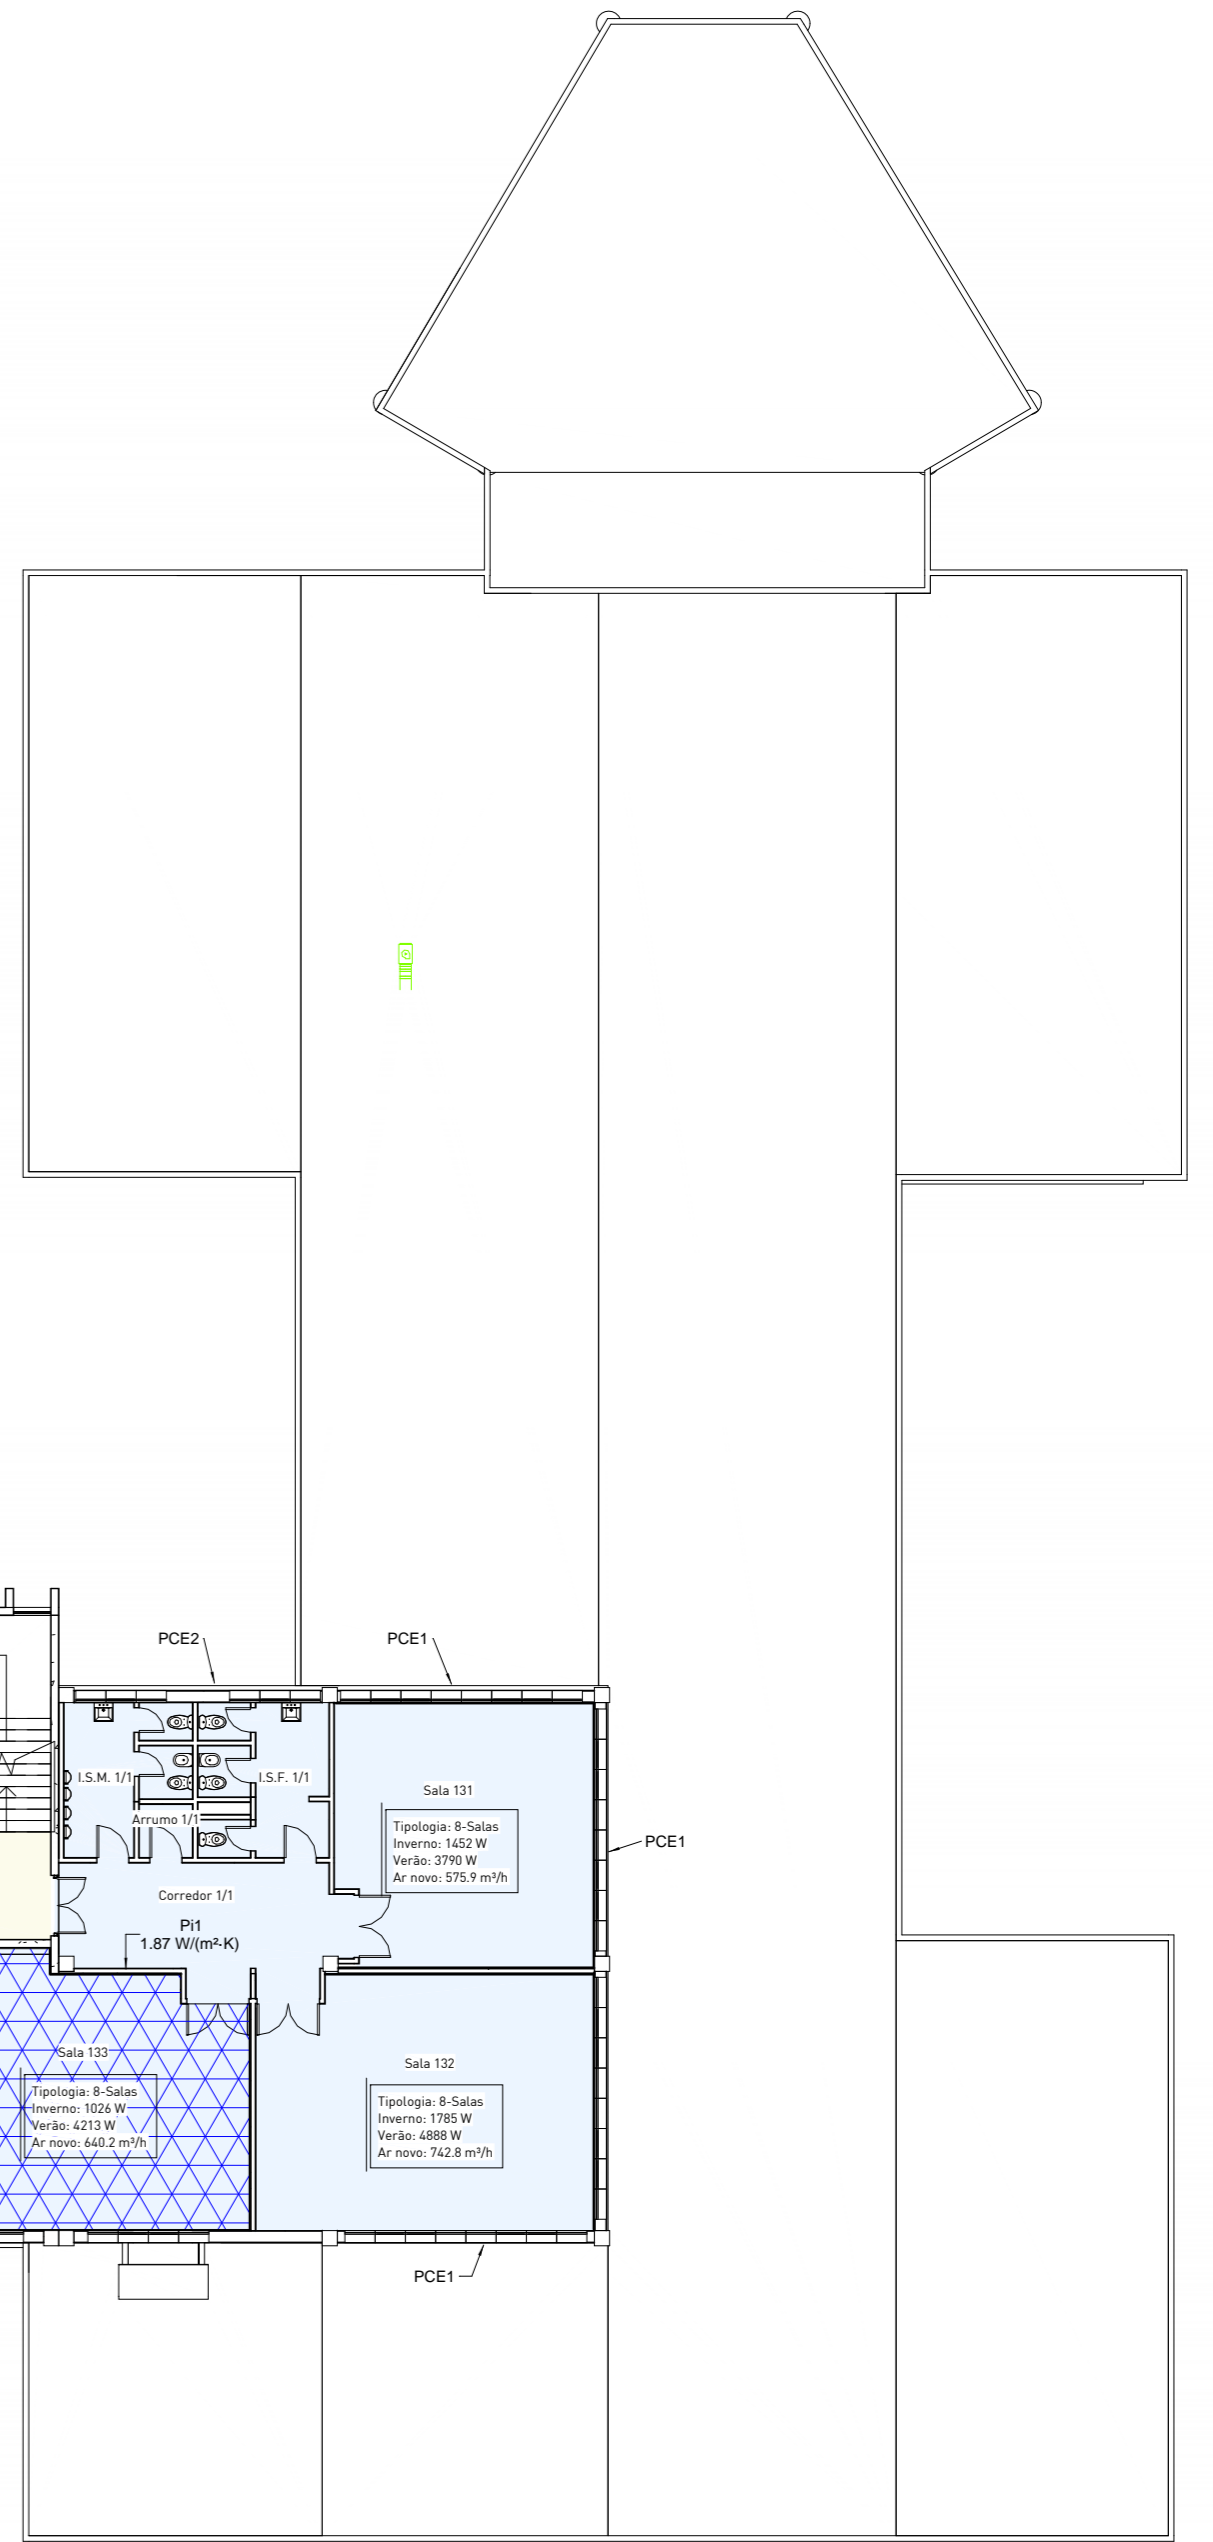 PCE2
PCE1
I.S.M. 1/1
I.S.F. 1/1
Sala 131
Arrumo 1/1
Tipologia: 8-Salas
Inverno: 1452 W
Verão: 3790 W
Ar novo: 575.9 m³/h
PCE1
Corredor 1/1
Pi1
1.87 W/(m²·K)
Sala 133
Tipologia: 8-Salas
Inverno: 1026 W
Verão: 4213 W
Ar novo: 640.2 m³/h
Sala 132
Tipologia: 8-Salas
Inverno: 1785 W
Verão: 4888 W
Ar novo: 742.8 m³/h
PCE1